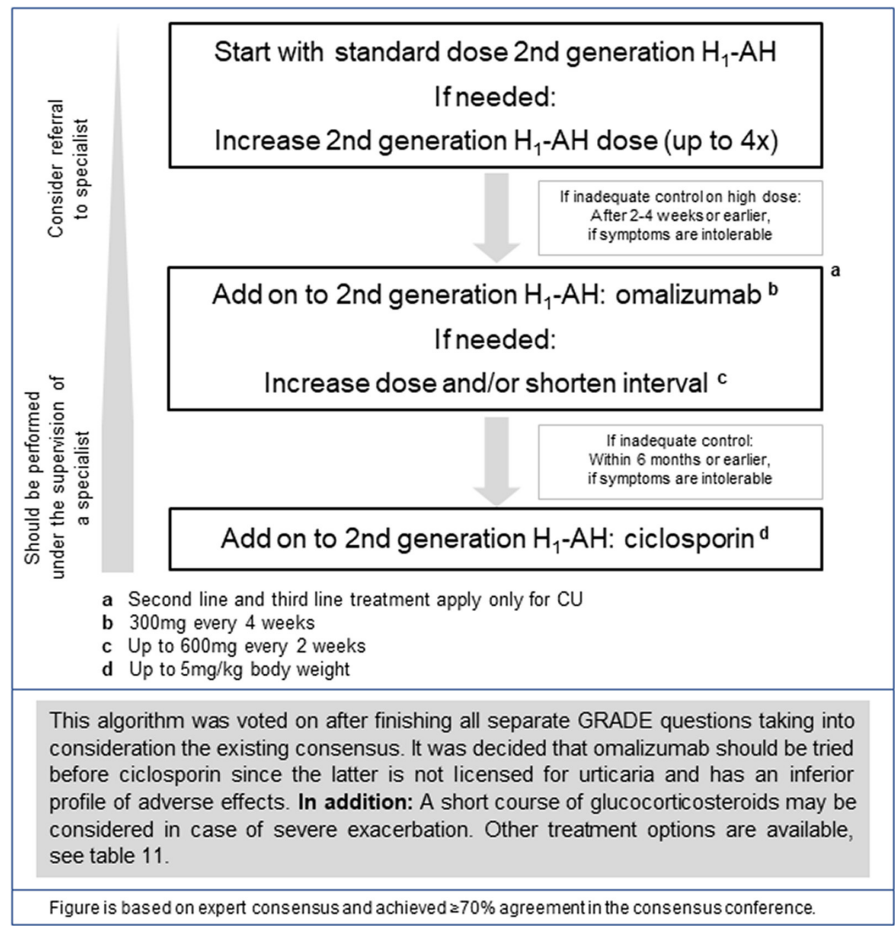 Start with standard dose 2nd generation H₁-AH
If needed:
Increase 2nd generation H₁-AH dose (up to 4x)
Consider referral
to specialist
If inadequate control on high dose:
After 2-4 weeks or earlier,
if symptoms are intolerable
a
Add on to 2nd generation H₁-AH: omalizumab b
If needed:
Increase dose and/or shorten interval c
Should be performed
under the supervision of
a specialist
If inadequate control:
Within 6 months or earlier,
if symptoms are intolerable
Add on to 2nd generation H₁-AH: ciclosporin d
a Second line and third line treatment apply only for CU
b 300mg every 4 weeks
c Up to 600mg every 2 weeks
d Up to 5mg/kg body weight
This algorithm was voted on after finishing all separate GRADE questions taking into
consideration the existing consensus. It was decided that omalizumab should be tried
before ciclosporin since the latter is not licensed for urticaria and has an inferior
profile of adverse effects. In addition: A short course of glucocorticosteroids may be
considered in case of severe exacerbation. Other treatment options are available,
see table 11.
Figure is based on expert consensus and achieved ≥70% agreement in the consensus conference.